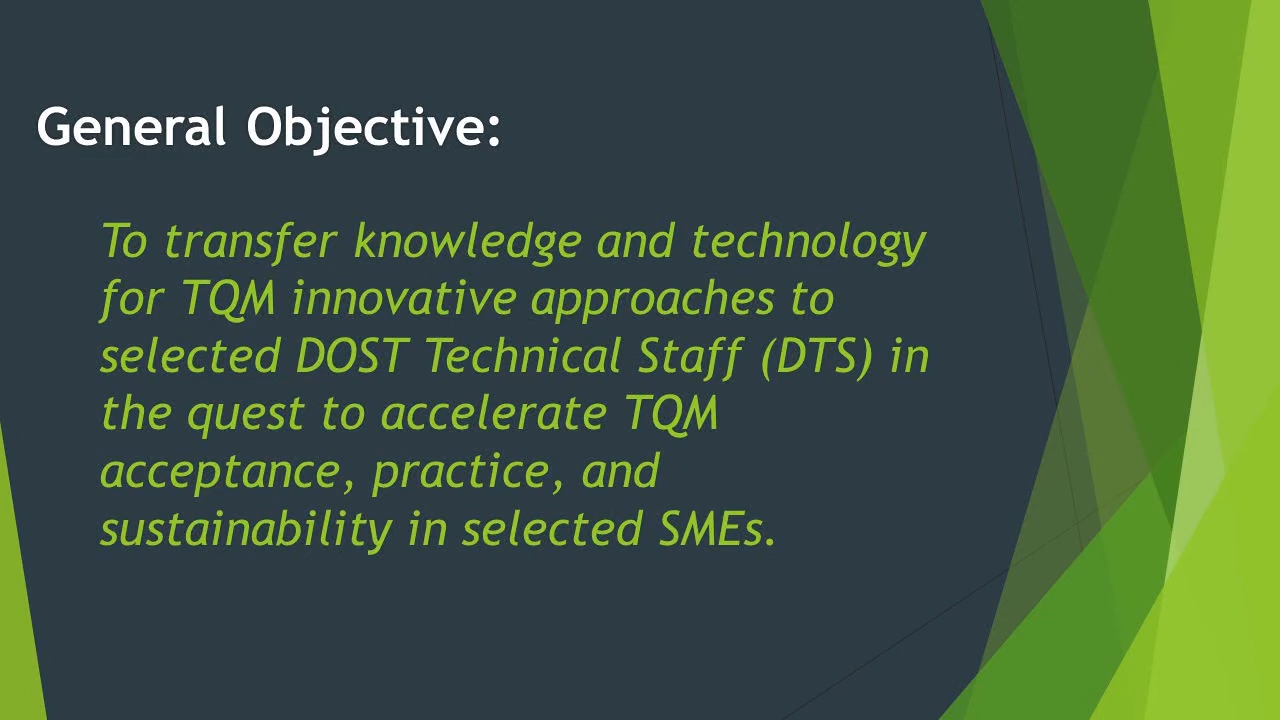 General Objective:
To transfer knowledge and technology
for TQM innovative approaches to
selected DOST Technical Staff (DTS) in
the quest to accelerate TQM
acceptance, practice, and
sustainability in selected SMEs.